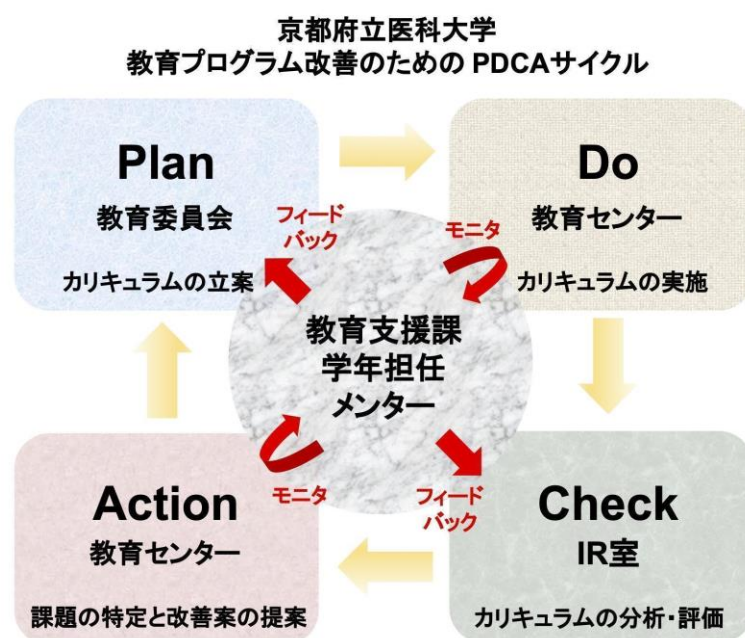 京都府立医科大学
教育プログラム改善のための PDCAサイクル
Plan
教育委員会
カリキュラムの立案
Do
教育センター
カリキュラムの実施
フィード
バック
モニタ
教育支援課
学年担任
メンター
モニタ
フィード
バック
Action
教育センター
課題の特定と改善案の提案
Check
IR室
カリキュラムの分析・評価